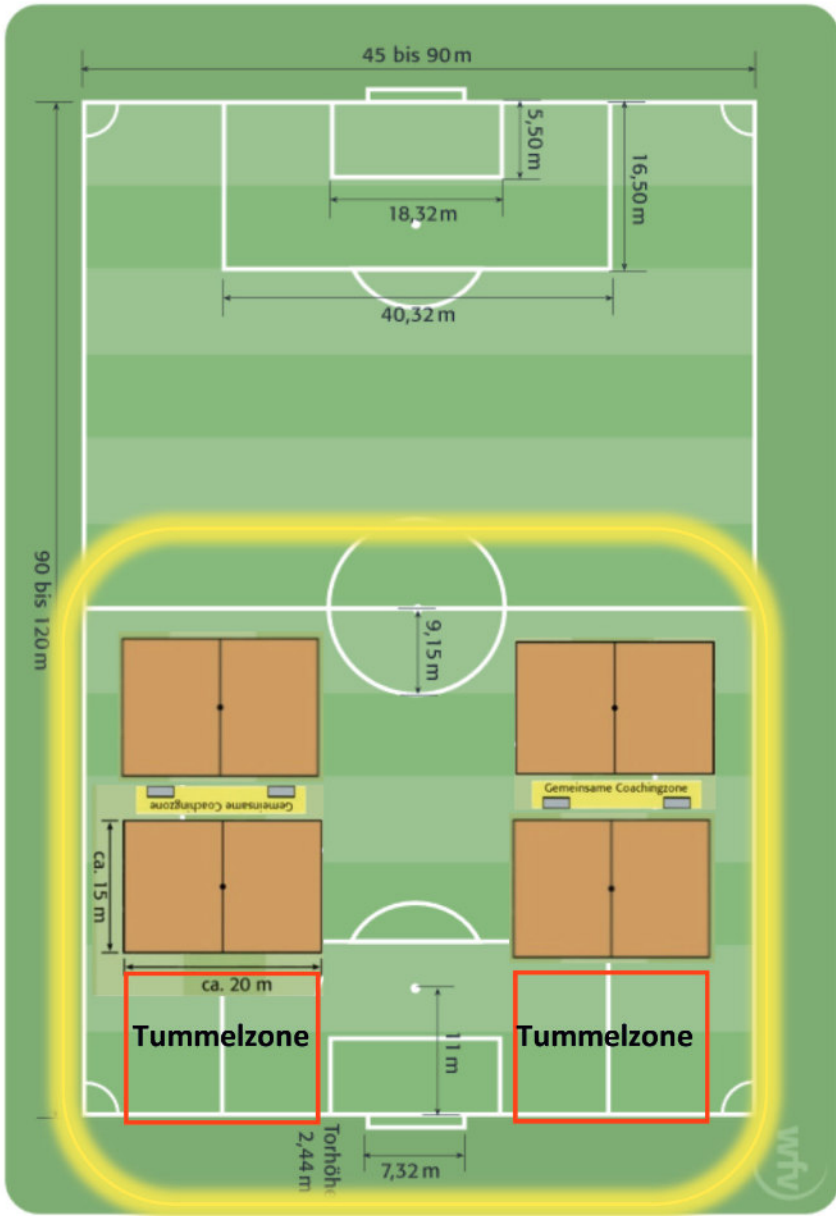 45 bis 90 m
5,50 m
16,50 m
18,32 m
40,32 m
90 bis 120 m
9,15 m
Gemeinsame Coachingzone
Gemeinsame Coachingzone
ca. 15 m
ca. 20 m
Tummelzone
Tummelzone
11 m
Torhöhe
2,44 m
7,32 m
wfv